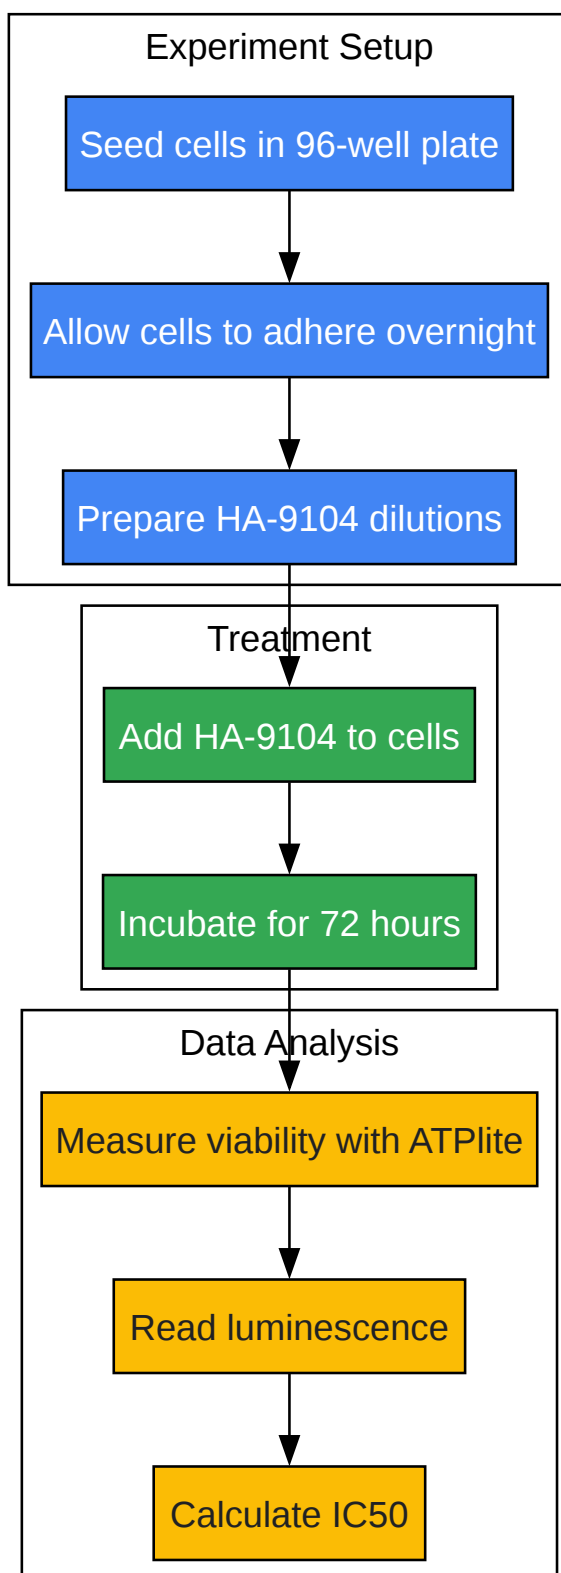 Experiment Setup
Seed cells in 96-well plate
Allow cells to adhere overnight
Prepare HA-9104 dilutions
Treatment
Add HA-9104 to cells
Incubate for 72 hours
Data Analysis
Measure viability with ATPlite
Read luminescence
Calculate IC50